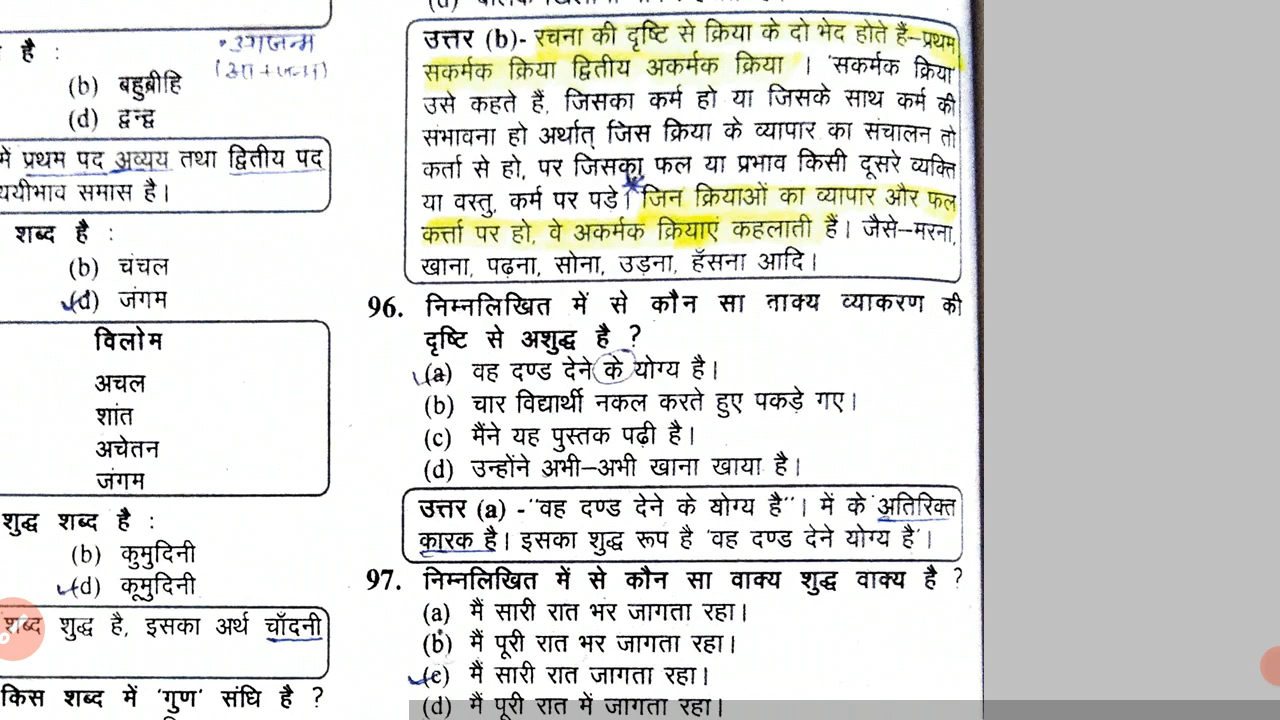 है :
• आजन्म
(b) बहुब्रीहि
(d) द्वन्द्व
में प्रथम पद अव्यय तथा द्वितीय पद
ययीभाव समास है।
शब्द है :
(b) चंचल
(d) जंगम
विलोम
अचल
शांत
अचेतन
जंगम
शुद्ध शब्द है :
(b) कुमुदिनी
(d) कूमुदिनी
शब्द शुद्ध है, इसका अर्थ चाँदनी
किस शब्द में 'गुण' संधि है ?
उत्तर (b)- रचना की दृष्टि से क्रिया के दो भेद होते हैं–प्रथम
सकर्मक क्रिया द्वितीय अकर्मक क्रिया । 'सकर्मक क्रिया
उसे कहते हैं, जिसका कर्म हो या जिसके साथ कर्म की
संभावना हो अर्थात् जिस क्रिया के व्यापार का संचालन तो
कर्ता से हो, पर जिसका फल या प्रभाव किसी दूसरे व्यक्ति
या वस्तु, कर्म पर पड़े। जिन क्रियाओं का व्यापार और फल
कर्त्ता पर हो, वे अकर्मक क्रियाएं कहलाती हैं। जैसे–मरना,
खाना, पढ़ना, सोना, उड़ना, हँसना आदि।
96. निम्नलिखित में से कौन सा वाक्य व्याकरण की
दृष्टि से अशुद्ध है ?
(a) वह दण्ड देने के योग्य है।
(b) चार विद्यार्थी नकल करते हुए पकड़े गए।
(c) मैंने यह पुस्तक पढ़ी है।
(d) उन्होंने अभी–अभी खाना खाया है।
उत्तर (a) -"वह दण्ड देने के योग्य है"। में के अतिरिक्त
कारक है। इसका शुद्ध रूप है 'वह दण्ड देने योग्य है'।
97. निम्नलिखित में से कौन सा वाक्य शुद्ध वाक्य है ?
(a) मैं सारी रात भर जागता रहा।
(b) मैं पूरी रात भर जागता रहा।
(c) मैं सारी रात जागता रहा।
(d) मैं पूरी रात में जागता रहा।